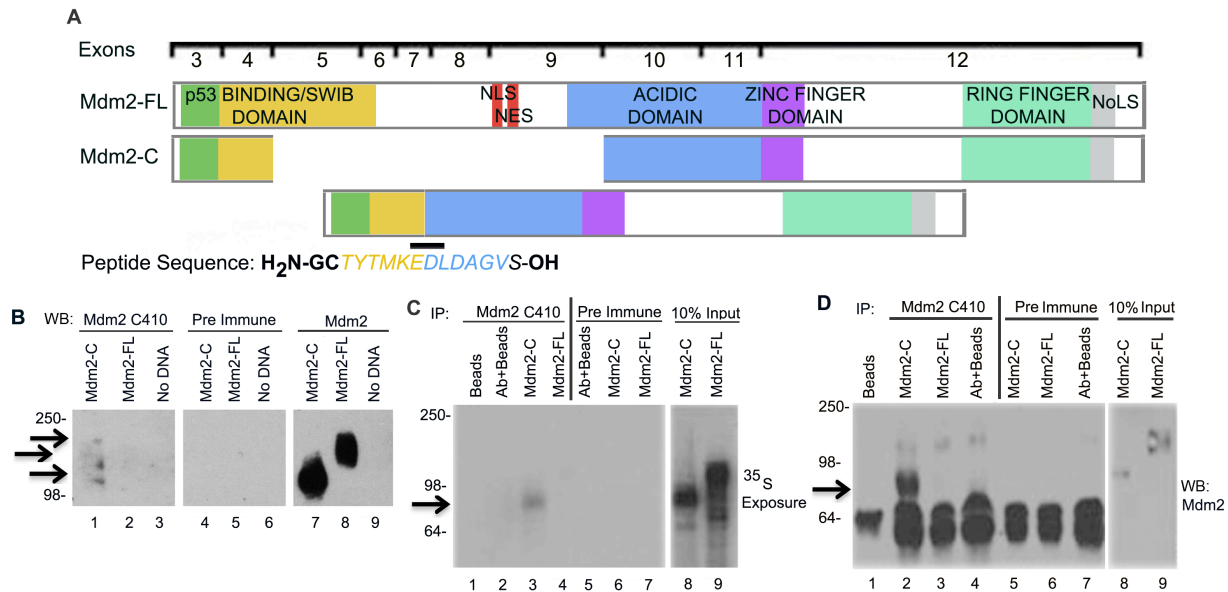 A
Exons
3 4 5 6 7 8 9 10 11 12
Mdm2-FL
p53 BINDING/SWIB DOMAIN
NLS
NES
ACIDIC DOMAIN
ZINC FINGER DOMAIN
RING FINGER DOMAIN
NoLS
Mdm2-C
Peptide Sequence: H2N-GCTYTMKEDLDAGVS-OH
B
WB: Mdm2 C410 Pre Immune Mdm2
Mdm2-C Mdm2-FL No DNA Mdm2-C Mdm2-FL No DNA Mdm2-C Mdm2-FL No DNA
250-
98-
1 2 3 4 5 6 7 8 9
C
IP: Mdm2 C410 Pre Immune 10% Input
Beads Ab+Beads Mdm2-C Mdm2-FL Ab+Beads Mdm2-C Mdm2-FL Mdm2-C Mdm2-FL
250-
98-
64-
35S
Exposure
1 2 3 4 5 6 7 8 9
D
IP: Mdm2 C410 Pre Immune 10% Input
Beads Mdm2-C Mdm2-FL Ab+Beads Mdm2-C Mdm2-FL Ab+Beads Mdm2-C Mdm2-FL
250-
98-
64-
WB:
Mdm2
1 2 3 4 5 6 7 8 9